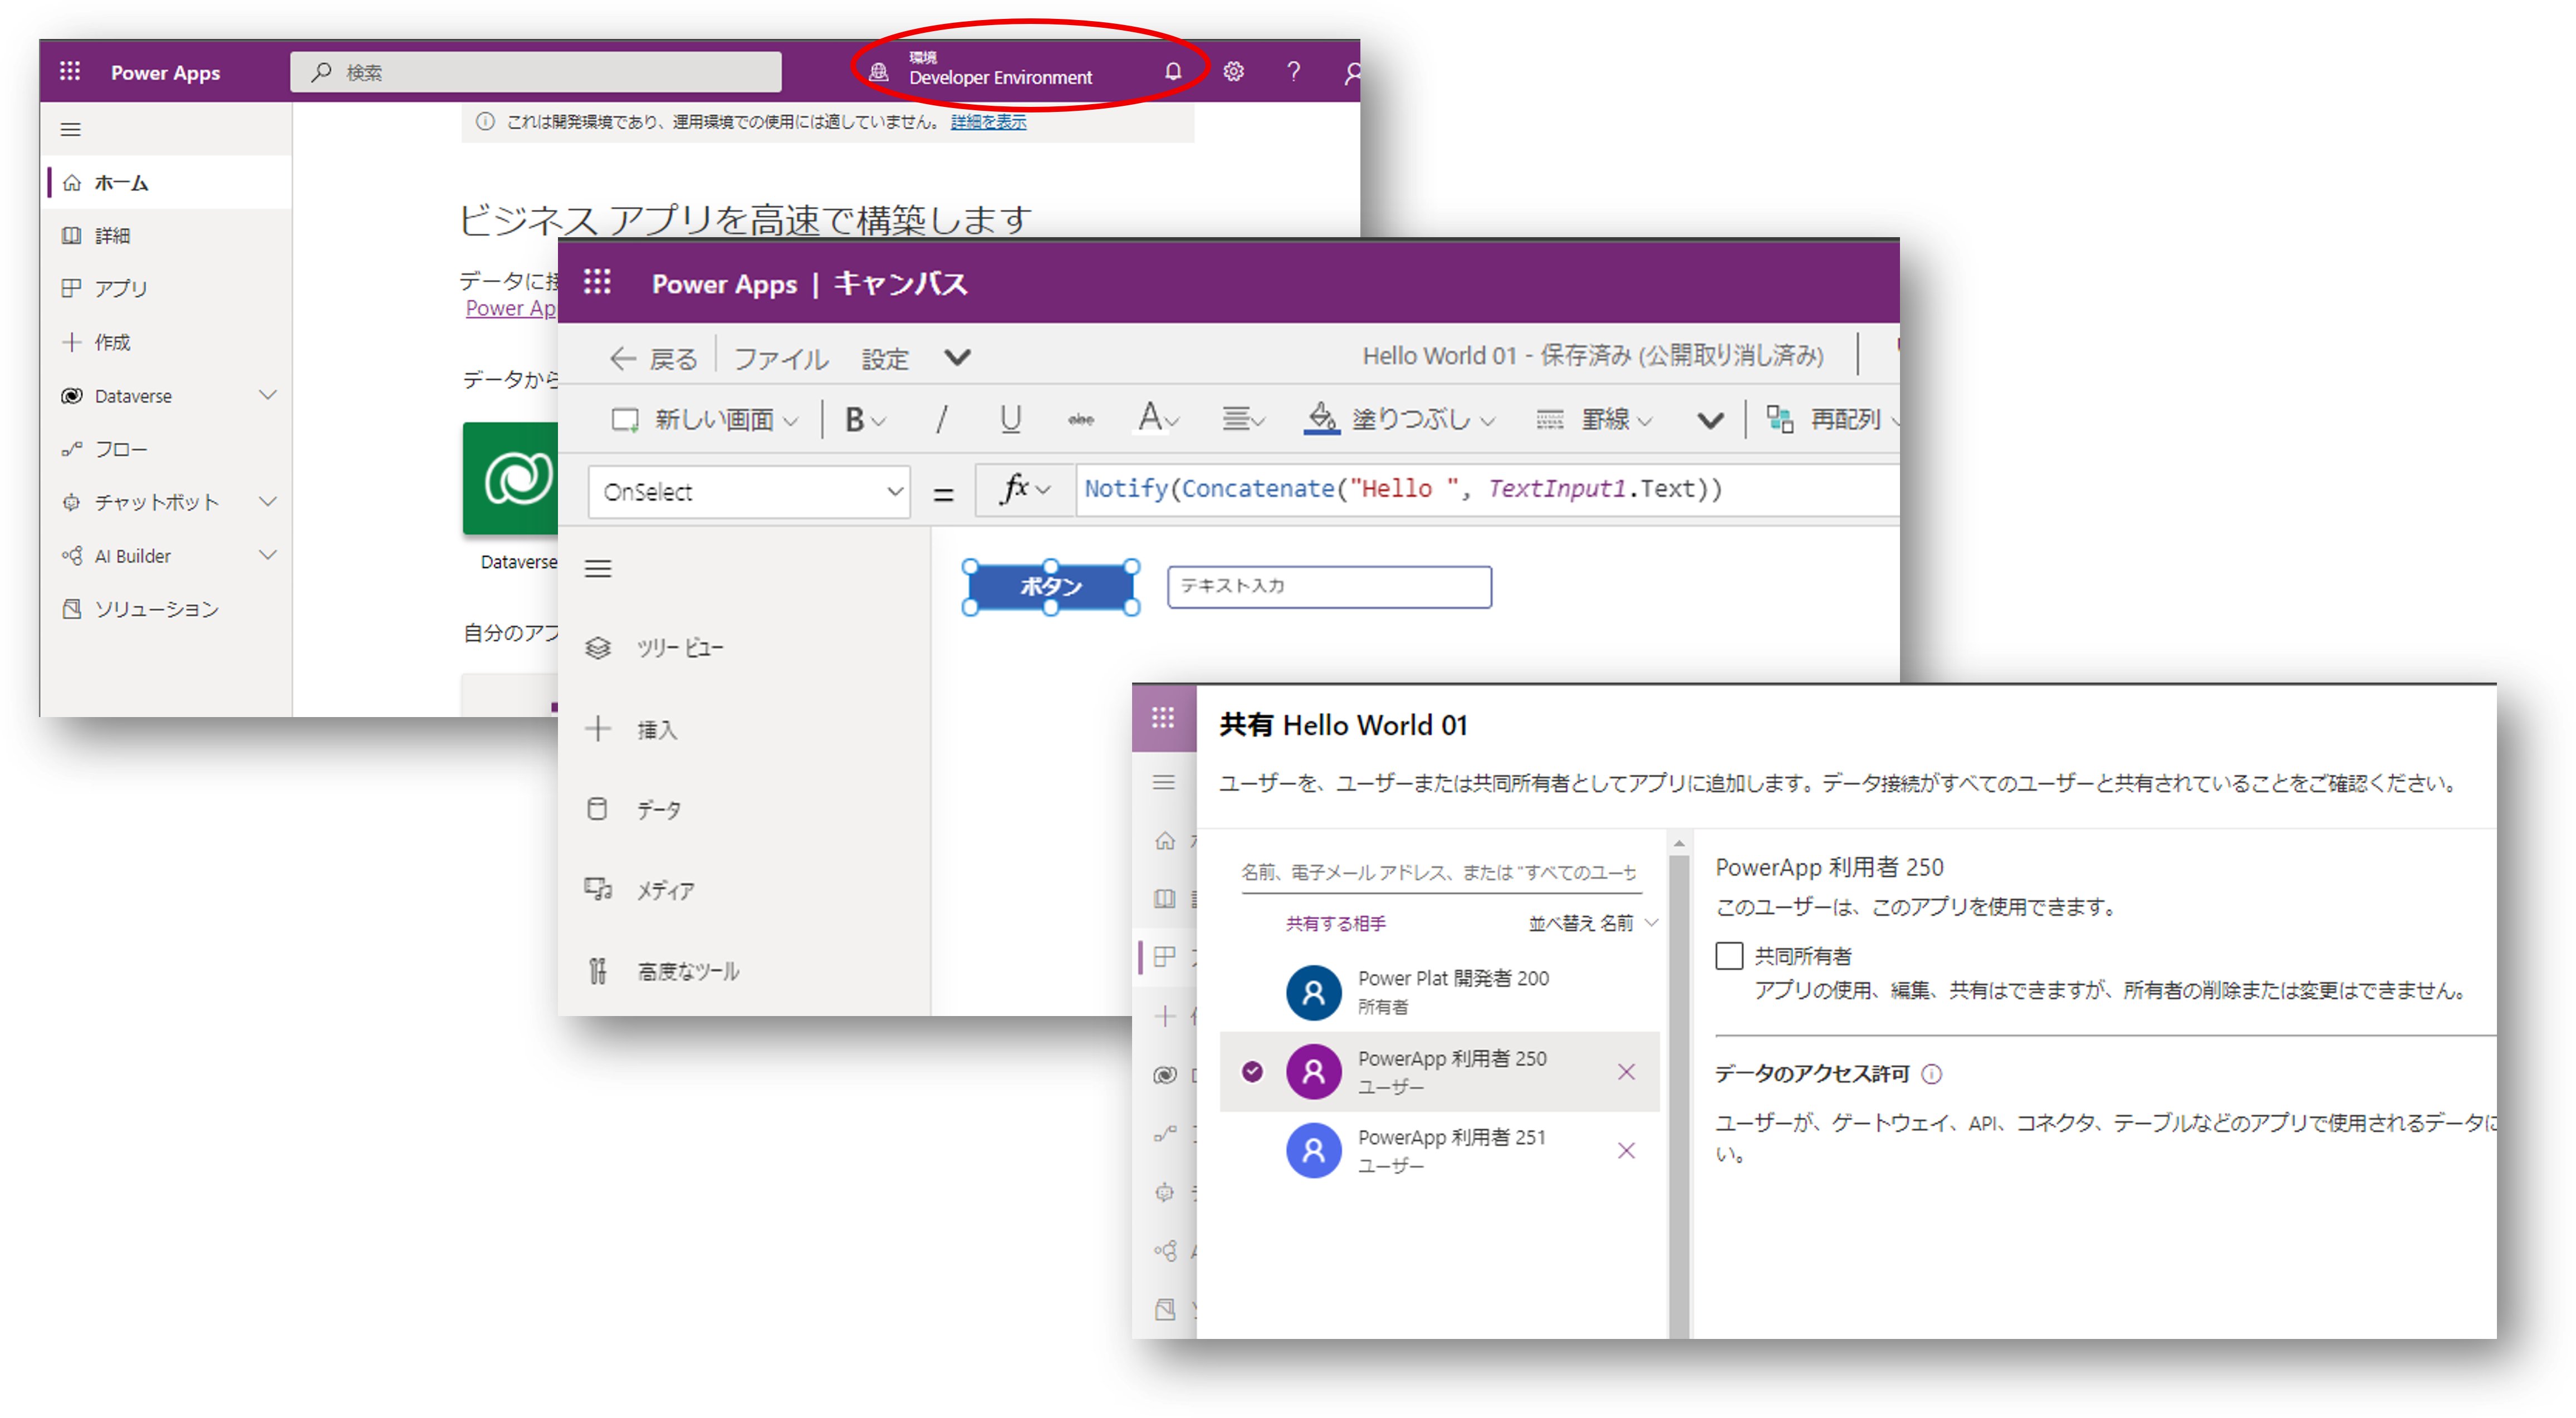 Power Apps
検索
環境
Developer Environment
これは開発環境であり、運用環境での使用には適していません。 詳細を表示
ホーム
詳細
アプリ
作成
Dataverse
フロー
チャットボット
AI Builder
ソリューション
ビジネス アプリを高速で構築します
データに
Power Ap
データから
Dataverse
自分のアプ
Power Apps | キャンバス
戻る ファイル 設定
Hello World 01 - 保存済み (公開取り消し済み)
新しい画面 B / U abc A 塗りつぶし 罫線 再配列
OnSelect = fx Notify(Concatenate("Hello ", TextInput1.Text))
ボタン テキスト入力
ツリー ビュー
挿入
データ
メディア
高度なツール
共有 Hello World 01
ユーザーを、ユーザーまたは共同所有者としてアプリに追加します。データ接続がすべてのユーザーと共有されていることをご確認ください。
名前、電子メール アドレス、または "すべてのユーザ
共有する相手 並べ替え 名前
Power Plat 開発者 200
所有者
PowerApp 利用者 250
ユーザー
PowerApp 利用者 251
ユーザー
PowerApp 利用者 250
このユーザーは、このアプリを使用できます。
共同所有者
アプリの使用、編集、共有はできますが、所有者の削除または変更はできません。
データのアクセス許可
ユーザーが、ゲートウェイ、API、コネクタ、テーブルなどのアプリで使用されるデータに
い。